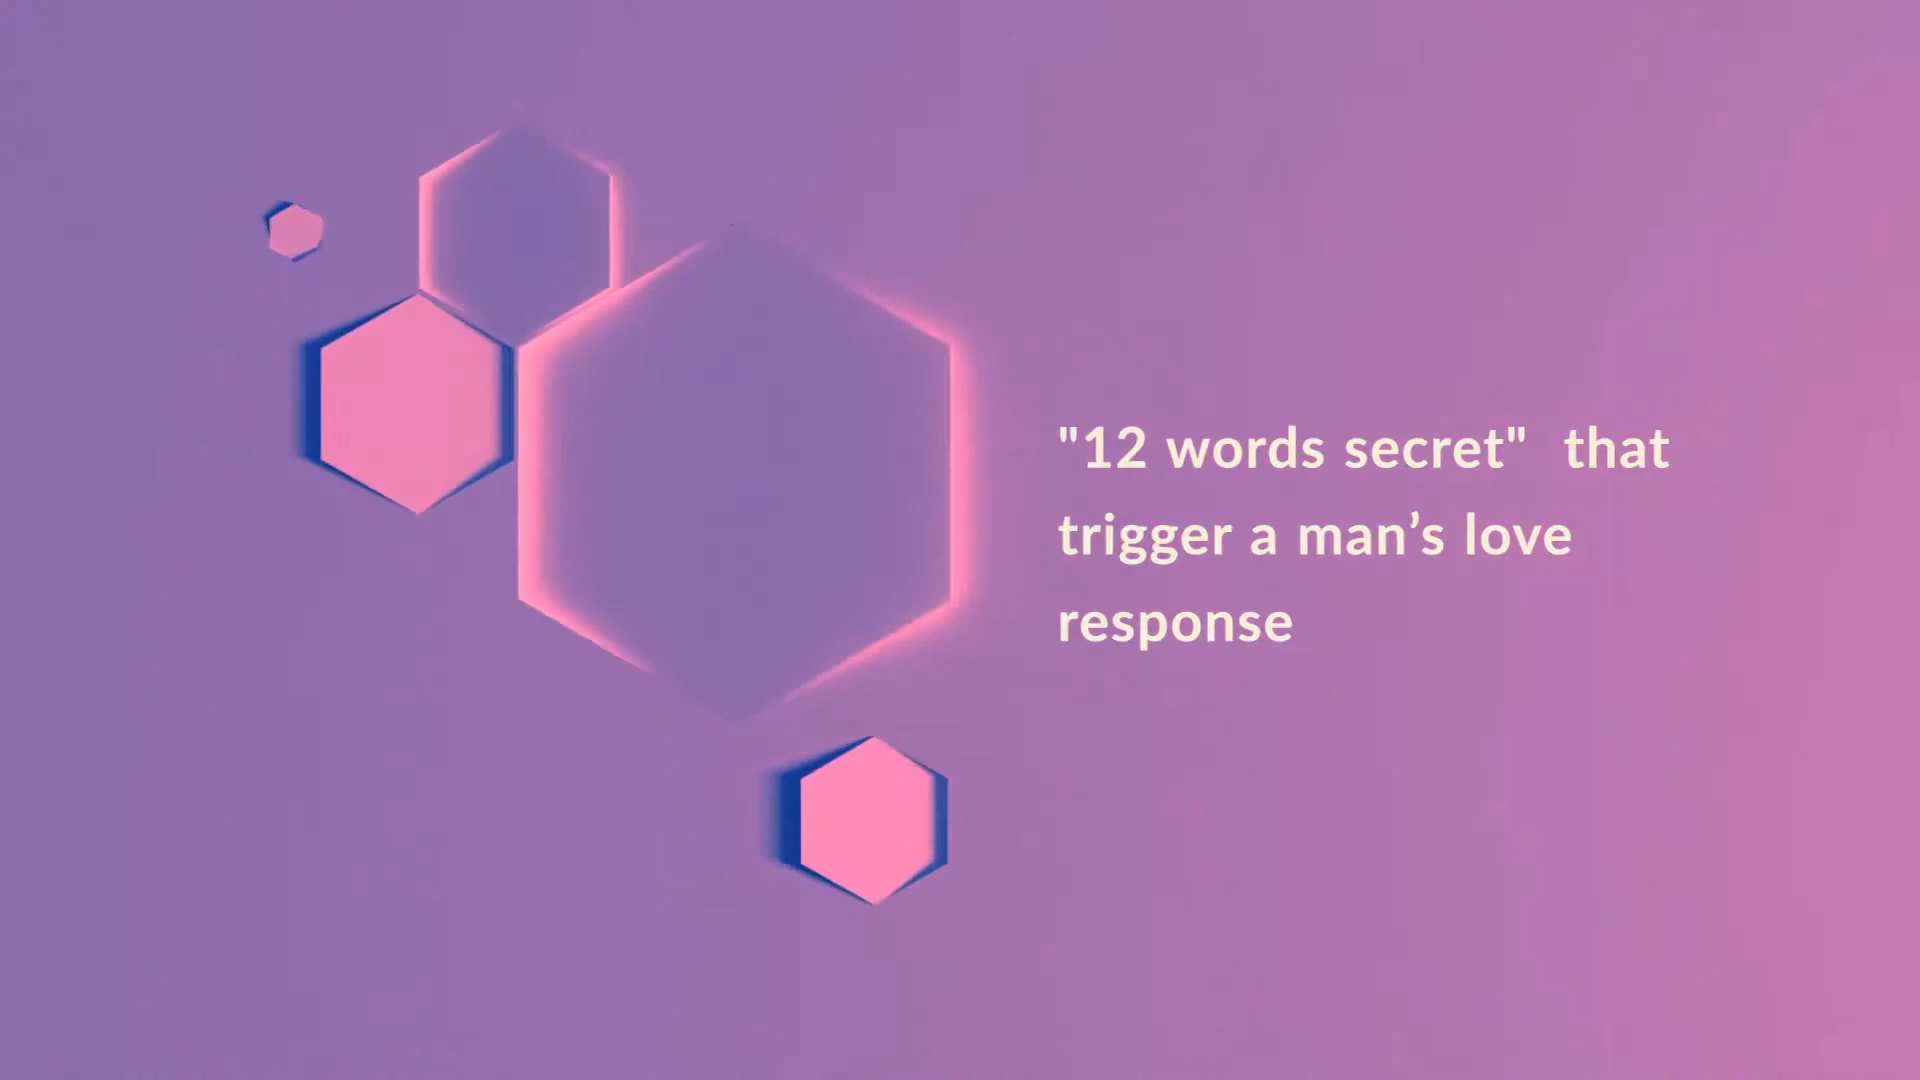 "12 words secret"  that
trigger a man’s love
response